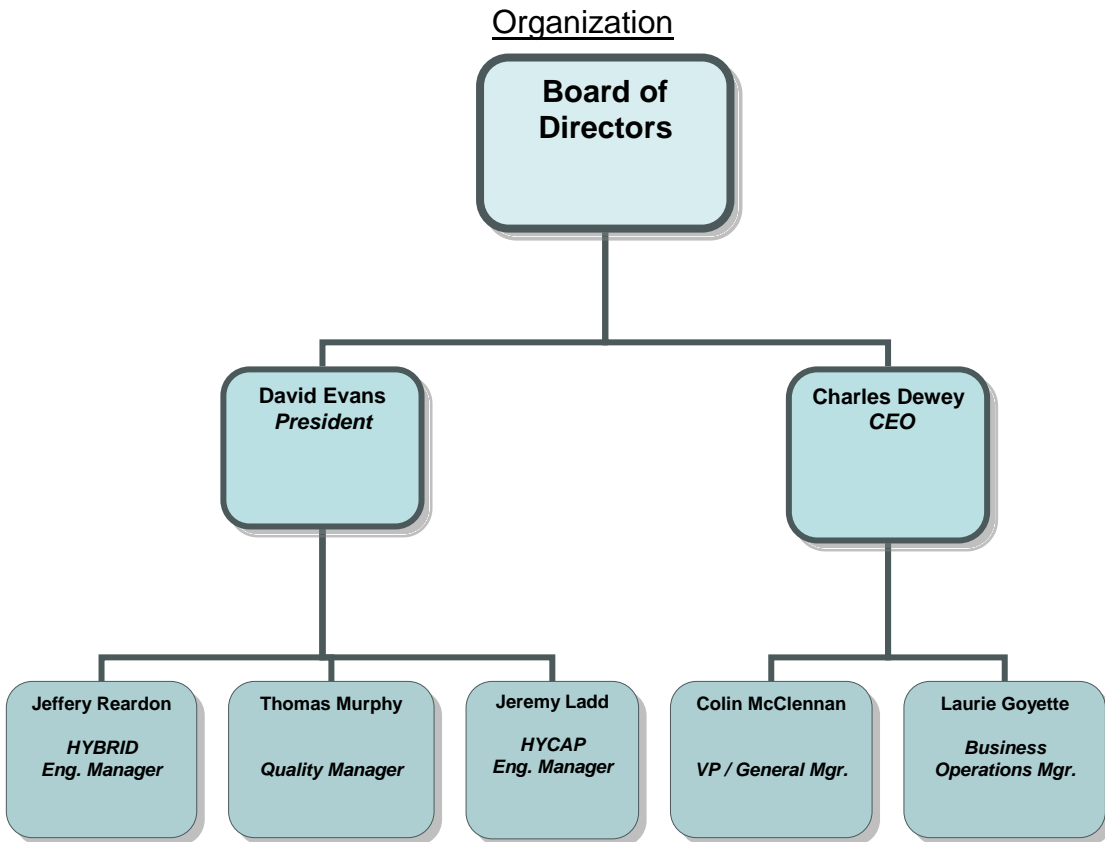 Organization
Board of
Directors
David Evans
President
Charles Dewey
CEO
Jeffery Reardon
HYBRID
Eng. Manager
Thomas Murphy
Quality Manager
Jeremy Ladd
HYCAP
Eng. Manager
Colin McClennan
VP / General Mgr.
Laurie Goyette
Business
Operations Mgr.